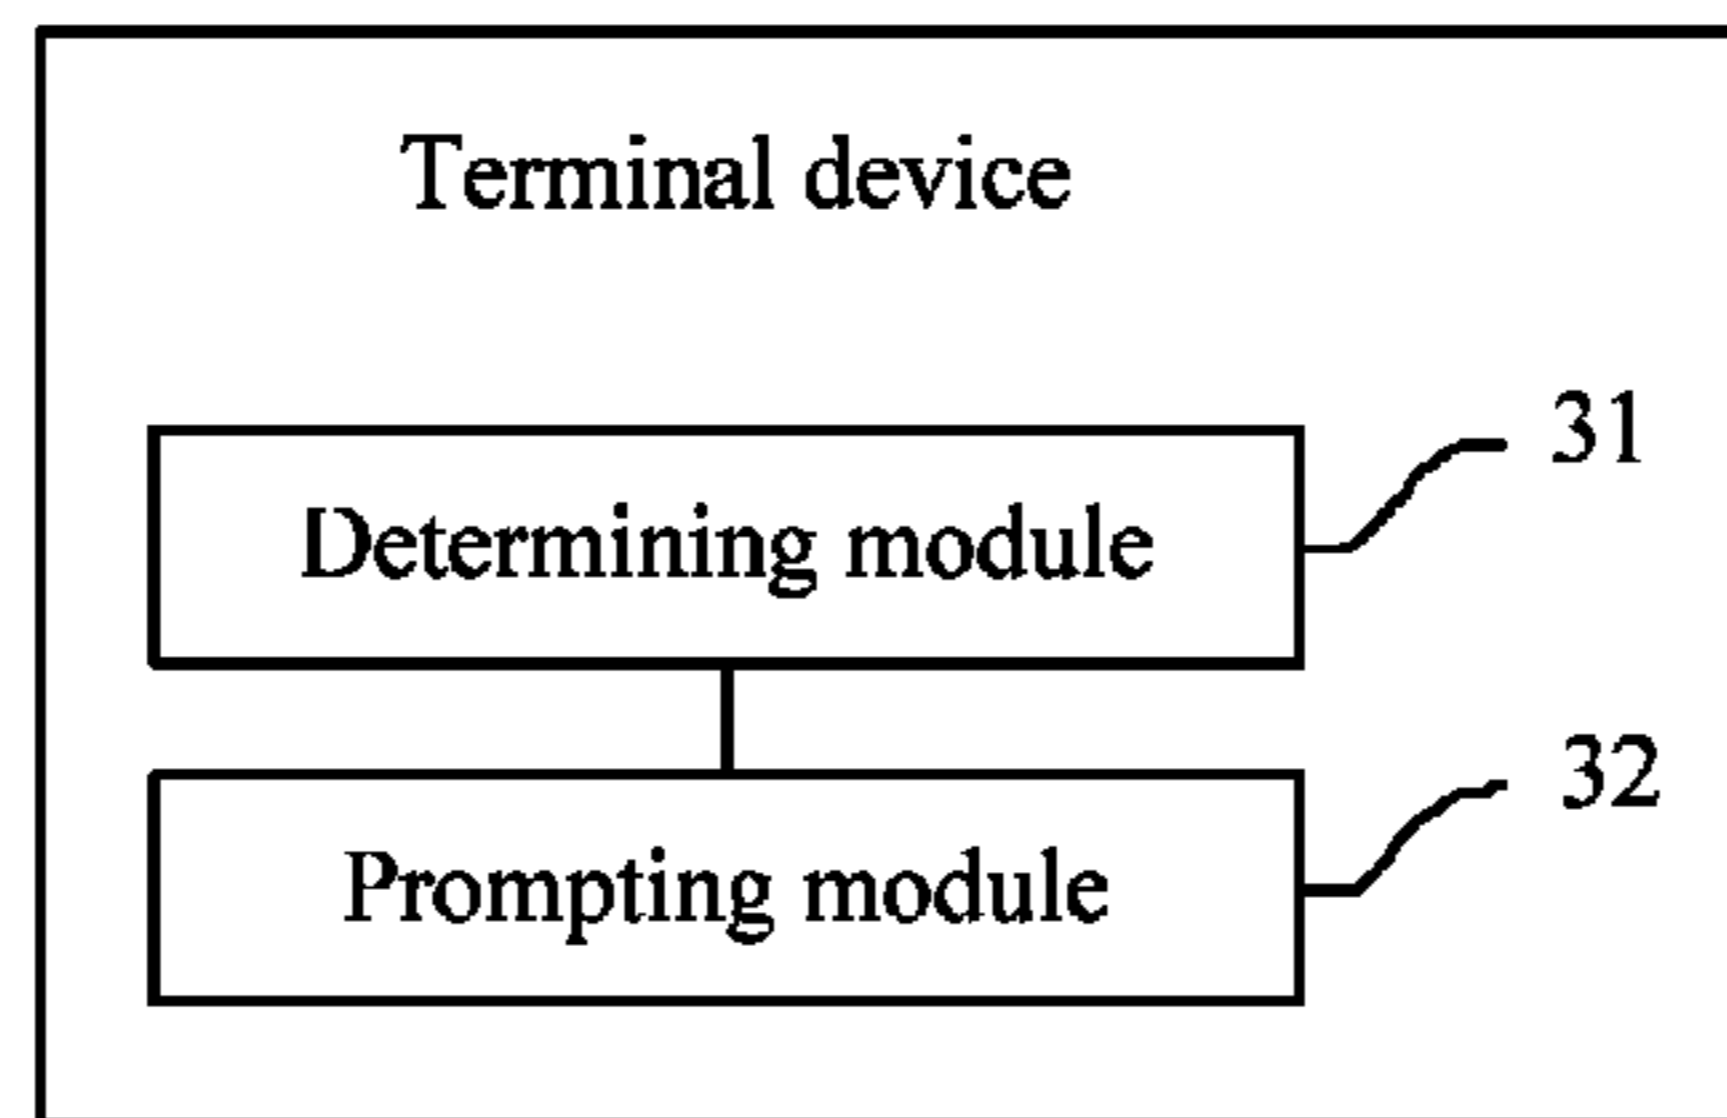 Terminal device
31
Determining module
32
Prompting module